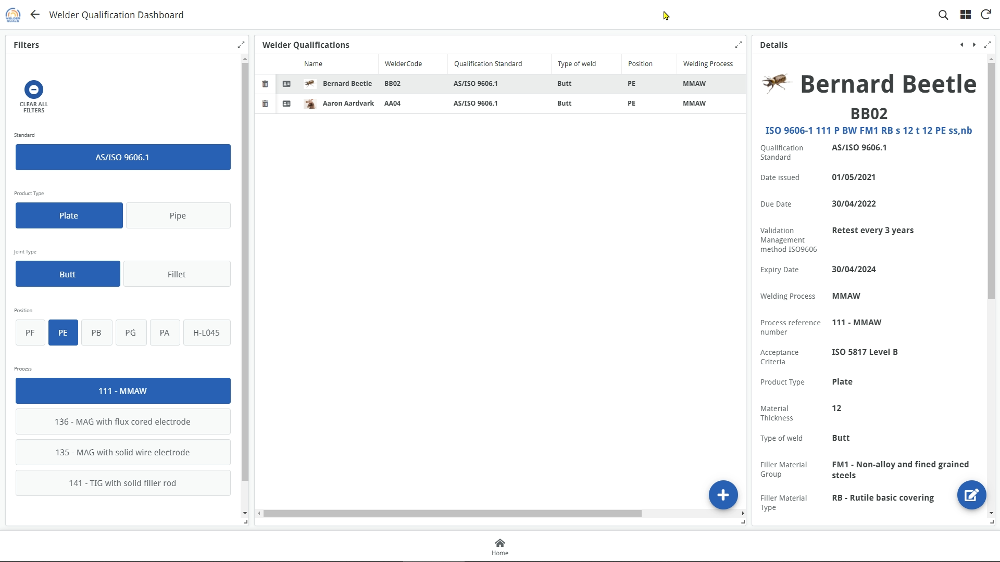 WELDER
QUALS
Welder Qualification Dashboard
Filters
CLEAR ALL
FILTERS
Standard
AS/ISO 9606.1
Product Type
Plate
Pipe
Joint Type
Butt
Fillet
Position
PF
PE
PB
PG
PA
H-L045
Process
111 - MMAW
136 - MAG with flux cored electrode
135 - MAG with solid wire electrode
141 - TIG with solid filler rod
Welder Qualifications
Name WelderCode Qualification Standard Type of weld Position Welding Process
Bernard Beetle BB02 AS/ISO 9606.1 Butt PE MMAW
Aaron Aardvark AA04 AS/ISO 9606.1 Butt PE MMAW
Details
Bernard Beetle
BB02
ISO 9606-1 111 P BW FM1 RB s 12 t 12 PE ss,nb
Qualification
Standard
AS/ISO 9606.1
Date issued
01/05/2021
Due Date
30/04/2022
Validation
Management
method ISO9606
Retest every 3 years
Expiry Date
30/04/2024
Welding Process
MMAW
Process reference
number
111 - MMAW
Acceptance
Criteria
ISO 5817 Level B
Product Type
Plate
Material
Thickness
12
Type of weld
Butt
Filler Material
Group
FM1 - Non-alloy and fined grained
steels
Filler Material
Type
RB - Rutile basic covering
Home